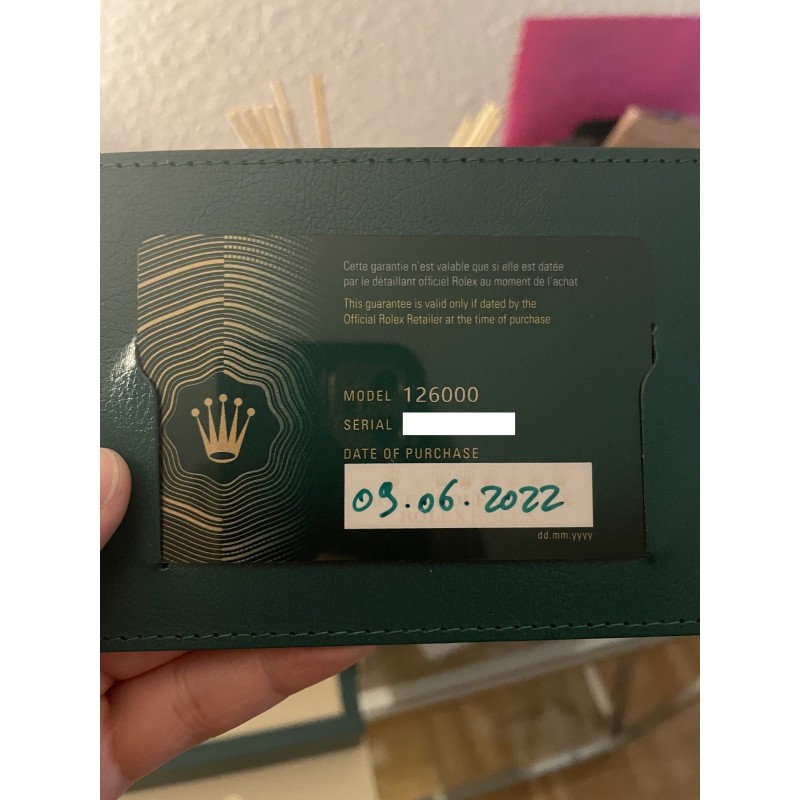 Cette garantie n'est valable que si elle est datée
par le détaillant officiel Rolex au moment de l'achat
This guarantee is valid only if dated by the
Official Rolex Retailer at the time of purchase
MODEL 126000
SERIAL
DATE OF PURCHASE
09.06.2022
dd.mm.yyyy